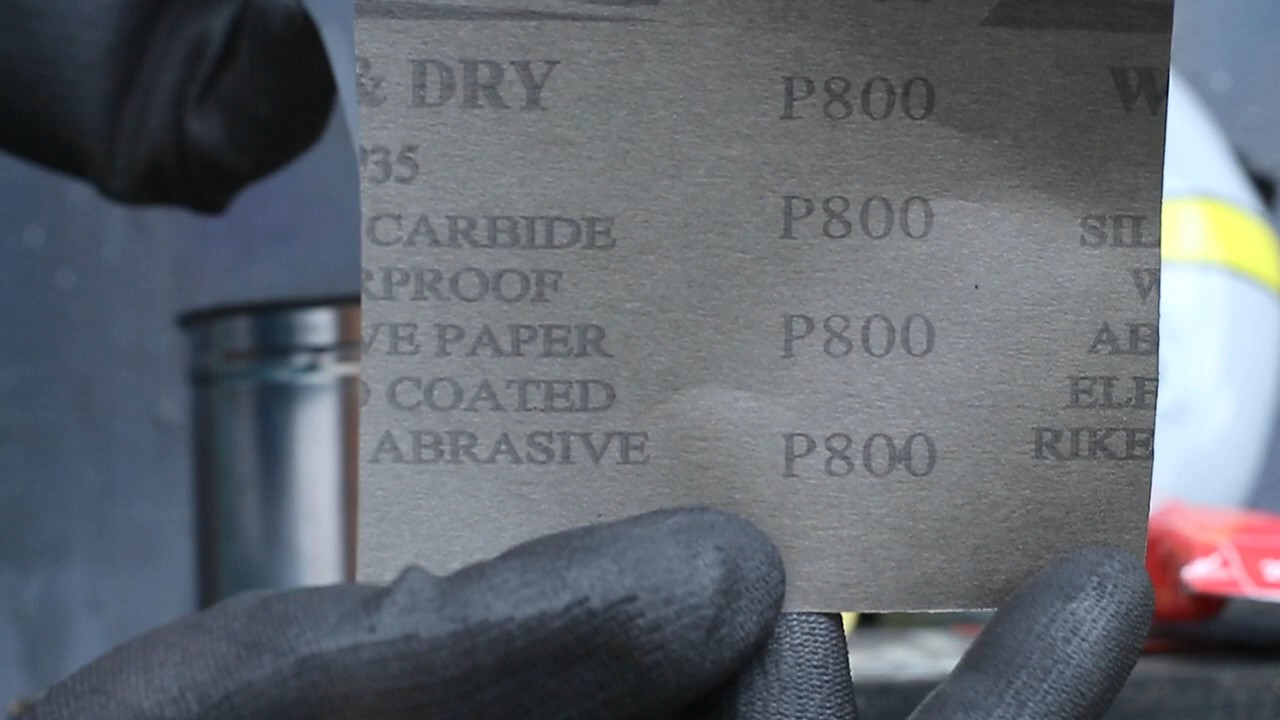 & DRY P800 W
935
P800
CARBIDE SIL
RPROOF W
VE PAPER P800 AB
COATED ELE
ABRASIVE P800 RIKE